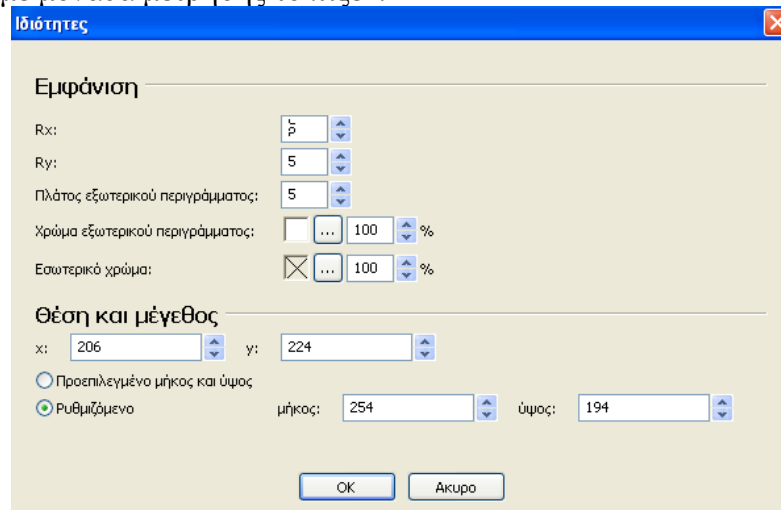 Ιδιότητες
Εμφάνιση
Rx:
Ry: 5
Πλάτος εξωτερικού περιγράμματος: 5
Χρώμα εξωτερικού περιγράμματος: ... 100 %
Εσωτερικό χρώμα: ... 100 %
Θέση και μέγεθος
x: 206 y: 224
Προεπιλεγμένο μήκος και ύψος
Ρυθμιζόμενο μήκος: 254 ύψος: 194
OK Ακυρο